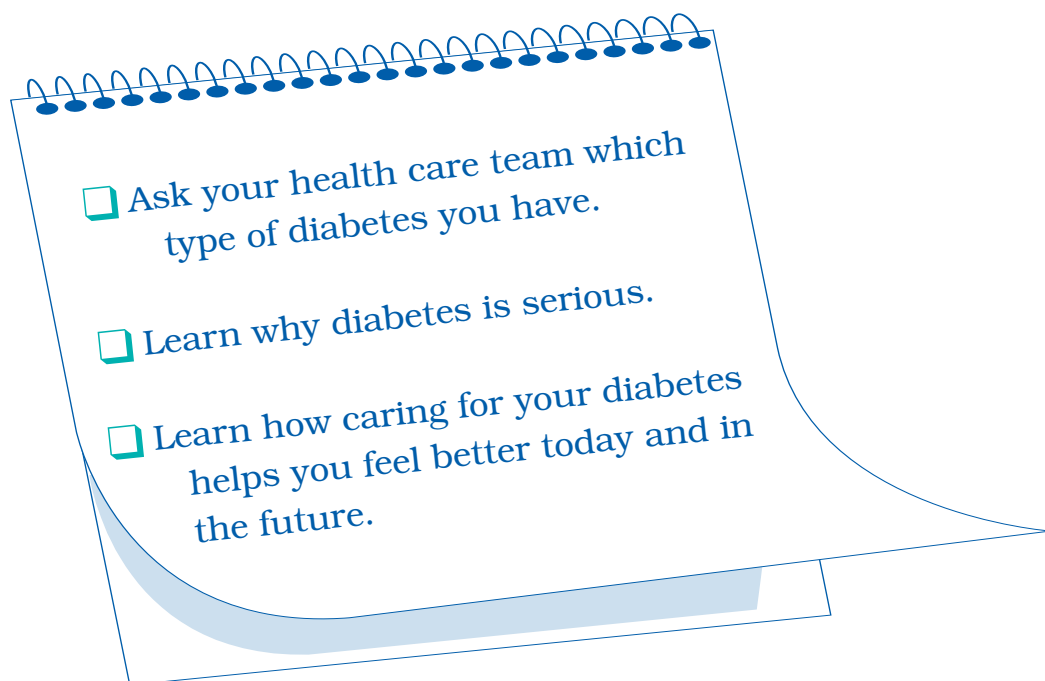 ❏ Ask your health care team which
type of diabetes you have.
❏ Learn why diabetes is serious.
❏ Learn how caring for your diabetes
helps you feel better today and in
the future.